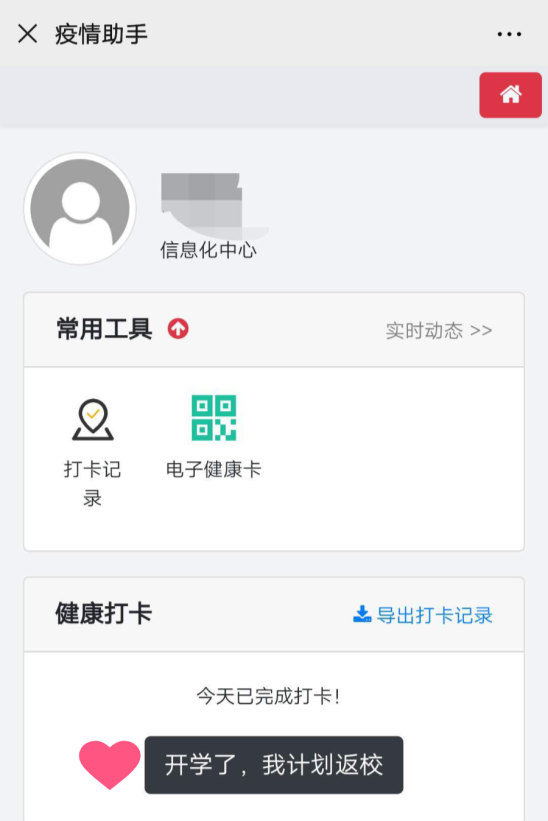 疫情助手
信息化中心
常用工具
实时动态 >>
打卡记
录
电子健康卡
健康打卡
导出打卡记录
今天已完成打卡!
开学了，我计划返校